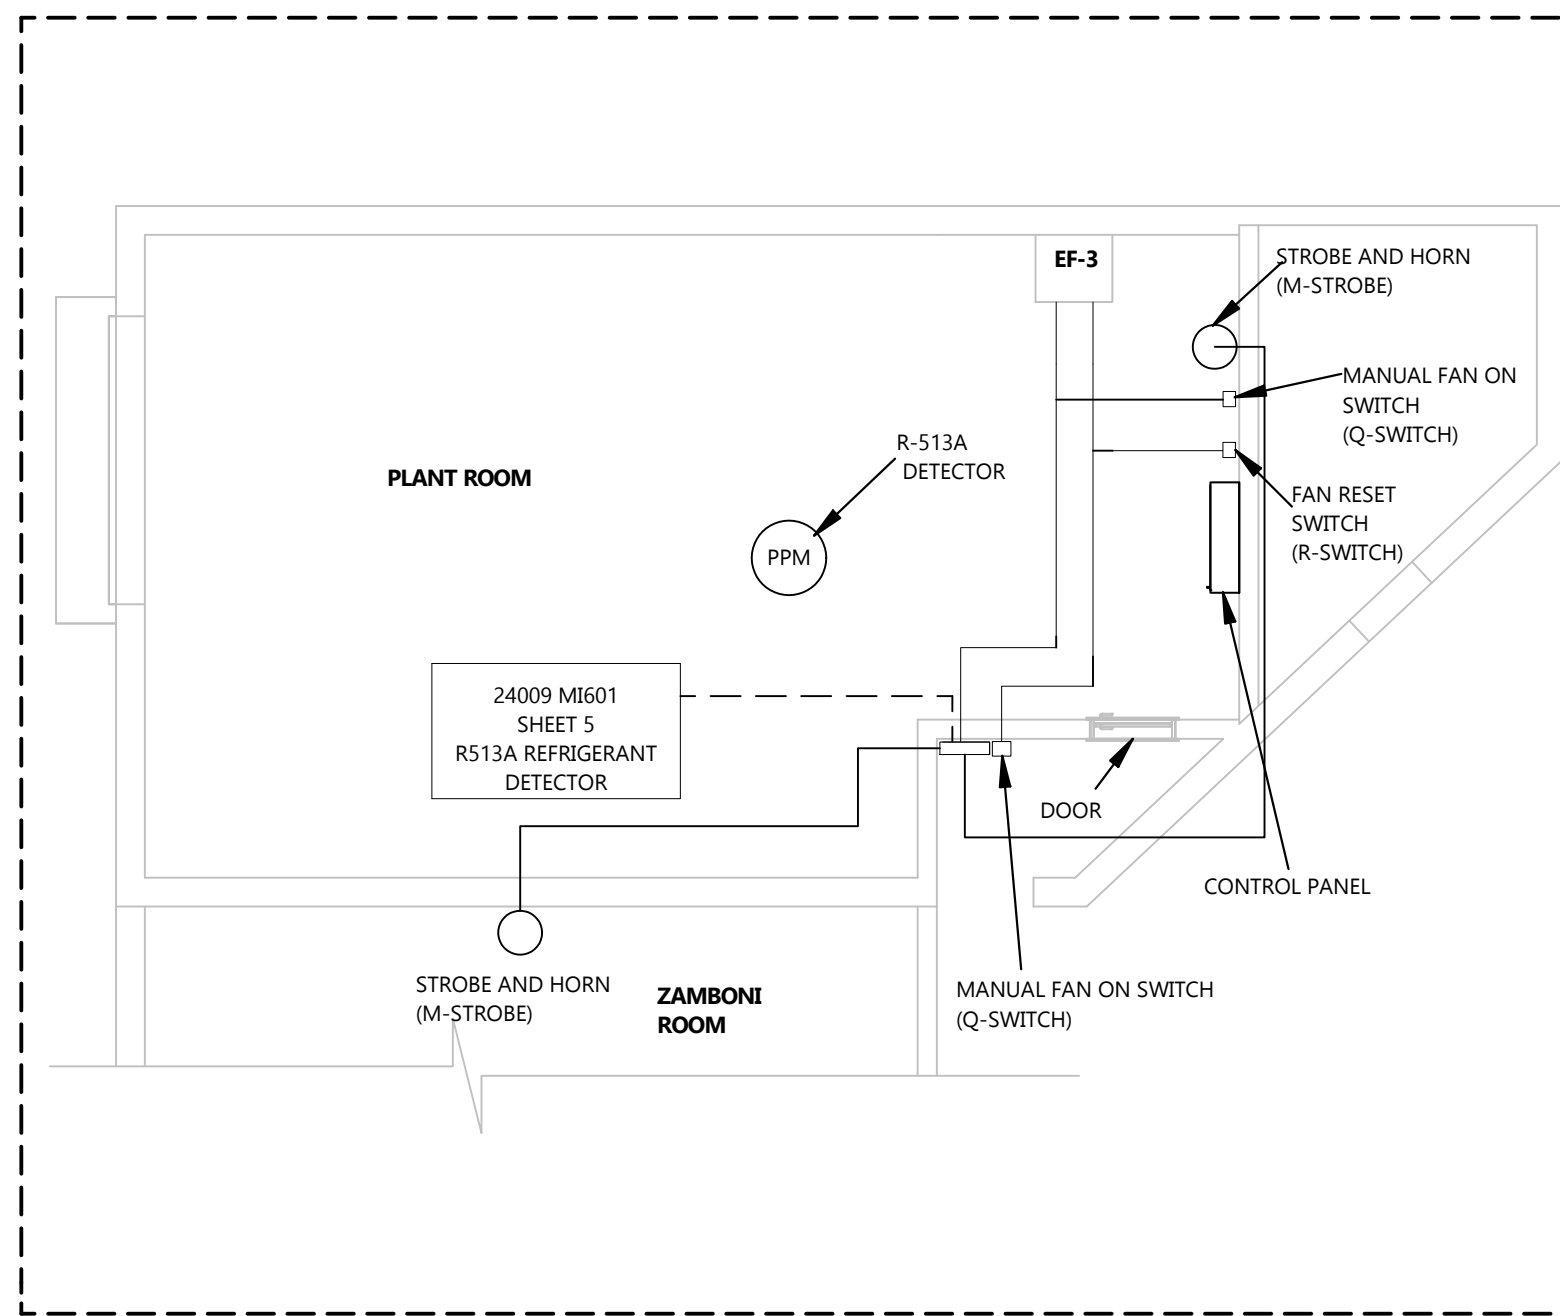 EF-3
STROBE AND HORN
(M-STROBE)
MANUAL FAN ON
SWITCH
(Q-SWITCH)
R-513A
DETECTOR
PLANT ROOM
FAN RESET
SWITCH
(R-SWITCH)
PPM
24009 MI601
SHEET 5
R513A REFRIGERANT
DETECTOR
DOOR
CONTROL PANEL
STROBE AND HORN
(M-STROBE)
ZAMBONI
ROOM
MANUAL FAN ON SWITCH
(Q-SWITCH)